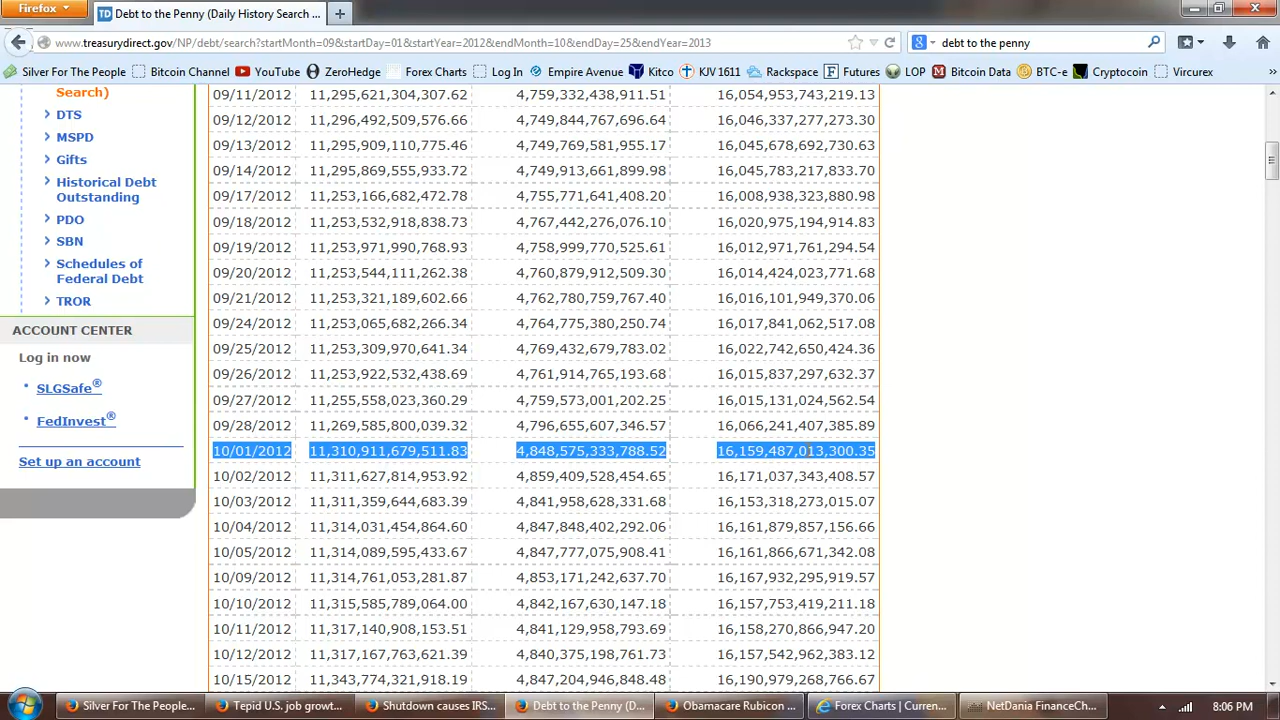 Firefox
TD Debt to the Penny (Daily History Search ...
www.treasurydirect.gov/NP/debt/search?startMonth=09&startDay=01&startYear=2012&endMonth=10&endDay=25&endYear=2013
debt to the penny
Silver For The People Bitcoin Channel YouTube ZeroHedge Forex Charts Log In Empire Avenue Kitco KJV 1611 Rackspace Futures LOP Bitcoin Data BTC-e Cryptocoin Vircurex »
Search)
DTS
MSPD
Gifts
Historical Debt
Outstanding
PDO
SBN
Schedules of
Federal Debt
TROR
ACCOUNT CENTER
Log in now
SLGSafe®
FedInvest®
Set up an account
09/11/2012 11,295,621,304,307.62 4,759,332,438,911.51 16,054,953,743,219.13
09/12/2012 11,296,492,509,576.66 4,749,844,767,696.64 16,046,337,277,273.30
09/13/2012 11,295,909,110,775.46 4,749,769,581,955.17 16,045,678,692,730.63
09/14/2012 11,295,869,555,933.72 4,749,913,661,899.98 16,045,783,217,833.70
09/17/2012 11,253,166,682,472.78 4,755,771,641,408.20 16,008,938,323,880.98
09/18/2012 11,253,532,918,838.73 4,767,442,276,076.10 16,020,975,194,914.83
09/19/2012 11,253,971,990,768.93 4,758,999,770,525.61 16,012,971,761,294.54
09/20/2012 11,253,544,111,262.38 4,760,879,912,509.30 16,014,424,023,771.68
09/21/2012 11,253,321,189,602.66 4,762,780,759,767.40 16,016,101,949,370.06
09/24/2012 11,253,065,682,266.34 4,764,775,380,250.74 16,017,841,062,517.08
09/25/2012 11,253,309,970,641.34 4,769,432,679,783.02 16,022,742,650,424.36
09/26/2012 11,253,922,532,438.69 4,761,914,765,193.68 16,015,837,297,632.37
09/27/2012 11,255,558,023,360.29 4,759,573,001,202.25 16,015,131,024,562.54
09/28/2012 11,269,585,800,039.32 4,796,655,607,346.57 16,066,241,407,385.89
10/01/2012 11,310,911,679,511.83 4,848,575,333,788.52 16,159,487,013,300.35
10/02/2012 11,311,627,814,953.92 4,859,409,528,454.65 16,171,037,343,408.57
10/03/2012 11,311,359,644,683.39 4,841,958,628,331.68 16,153,318,273,015.07
10/04/2012 11,314,031,454,864.60 4,847,848,402,292.06 16,161,879,857,156.66
10/05/2012 11,314,089,595,433.67 4,847,777,075,908.41 16,161,866,671,342.08
10/09/2012 11,314,761,053,281.87 4,853,171,242,637.70 16,167,932,295,919.57
10/10/2012 11,315,585,789,064.00 4,842,167,630,147.18 16,157,753,419,211.18
10/11/2012 11,317,140,908,153.51 4,841,129,958,793.69 16,158,270,866,947.20
10/12/2012 11,317,167,763,621.39 4,840,375,198,761.73 16,157,542,962,383.12
10/15/2012 11,343,774,321,918.19 4,847,204,946,848.48 16,190,979,268,766.67
Silver For The People... Tepid U.S. job growt... Shutdown causes IRS... Debt to the Penny (D... Obamacare Rubicon ... Forex Charts | Curren... NetDania FinanceCh... 8:06 PM